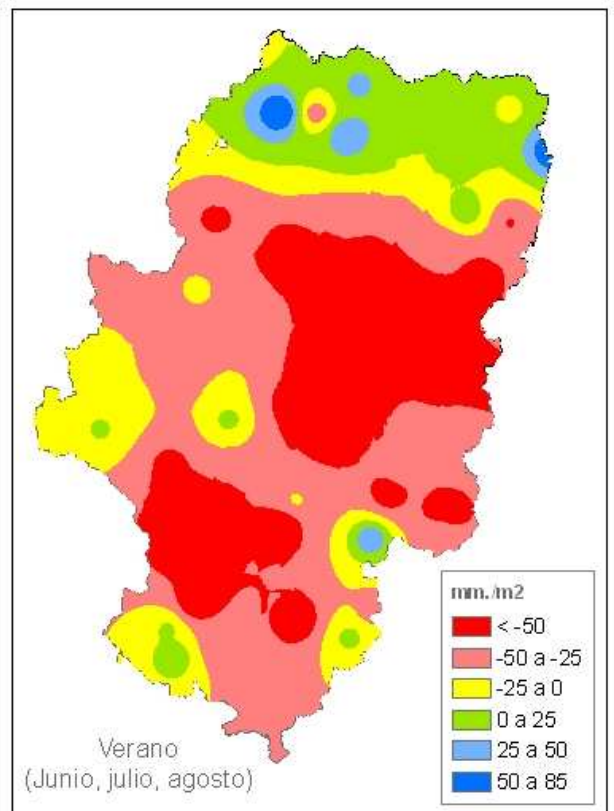 mm./m2
< -50
-50 a -25
-25 a 0
0 a 25
25 a 50
50 a 85
Verano
(Junio, julio, agosto)